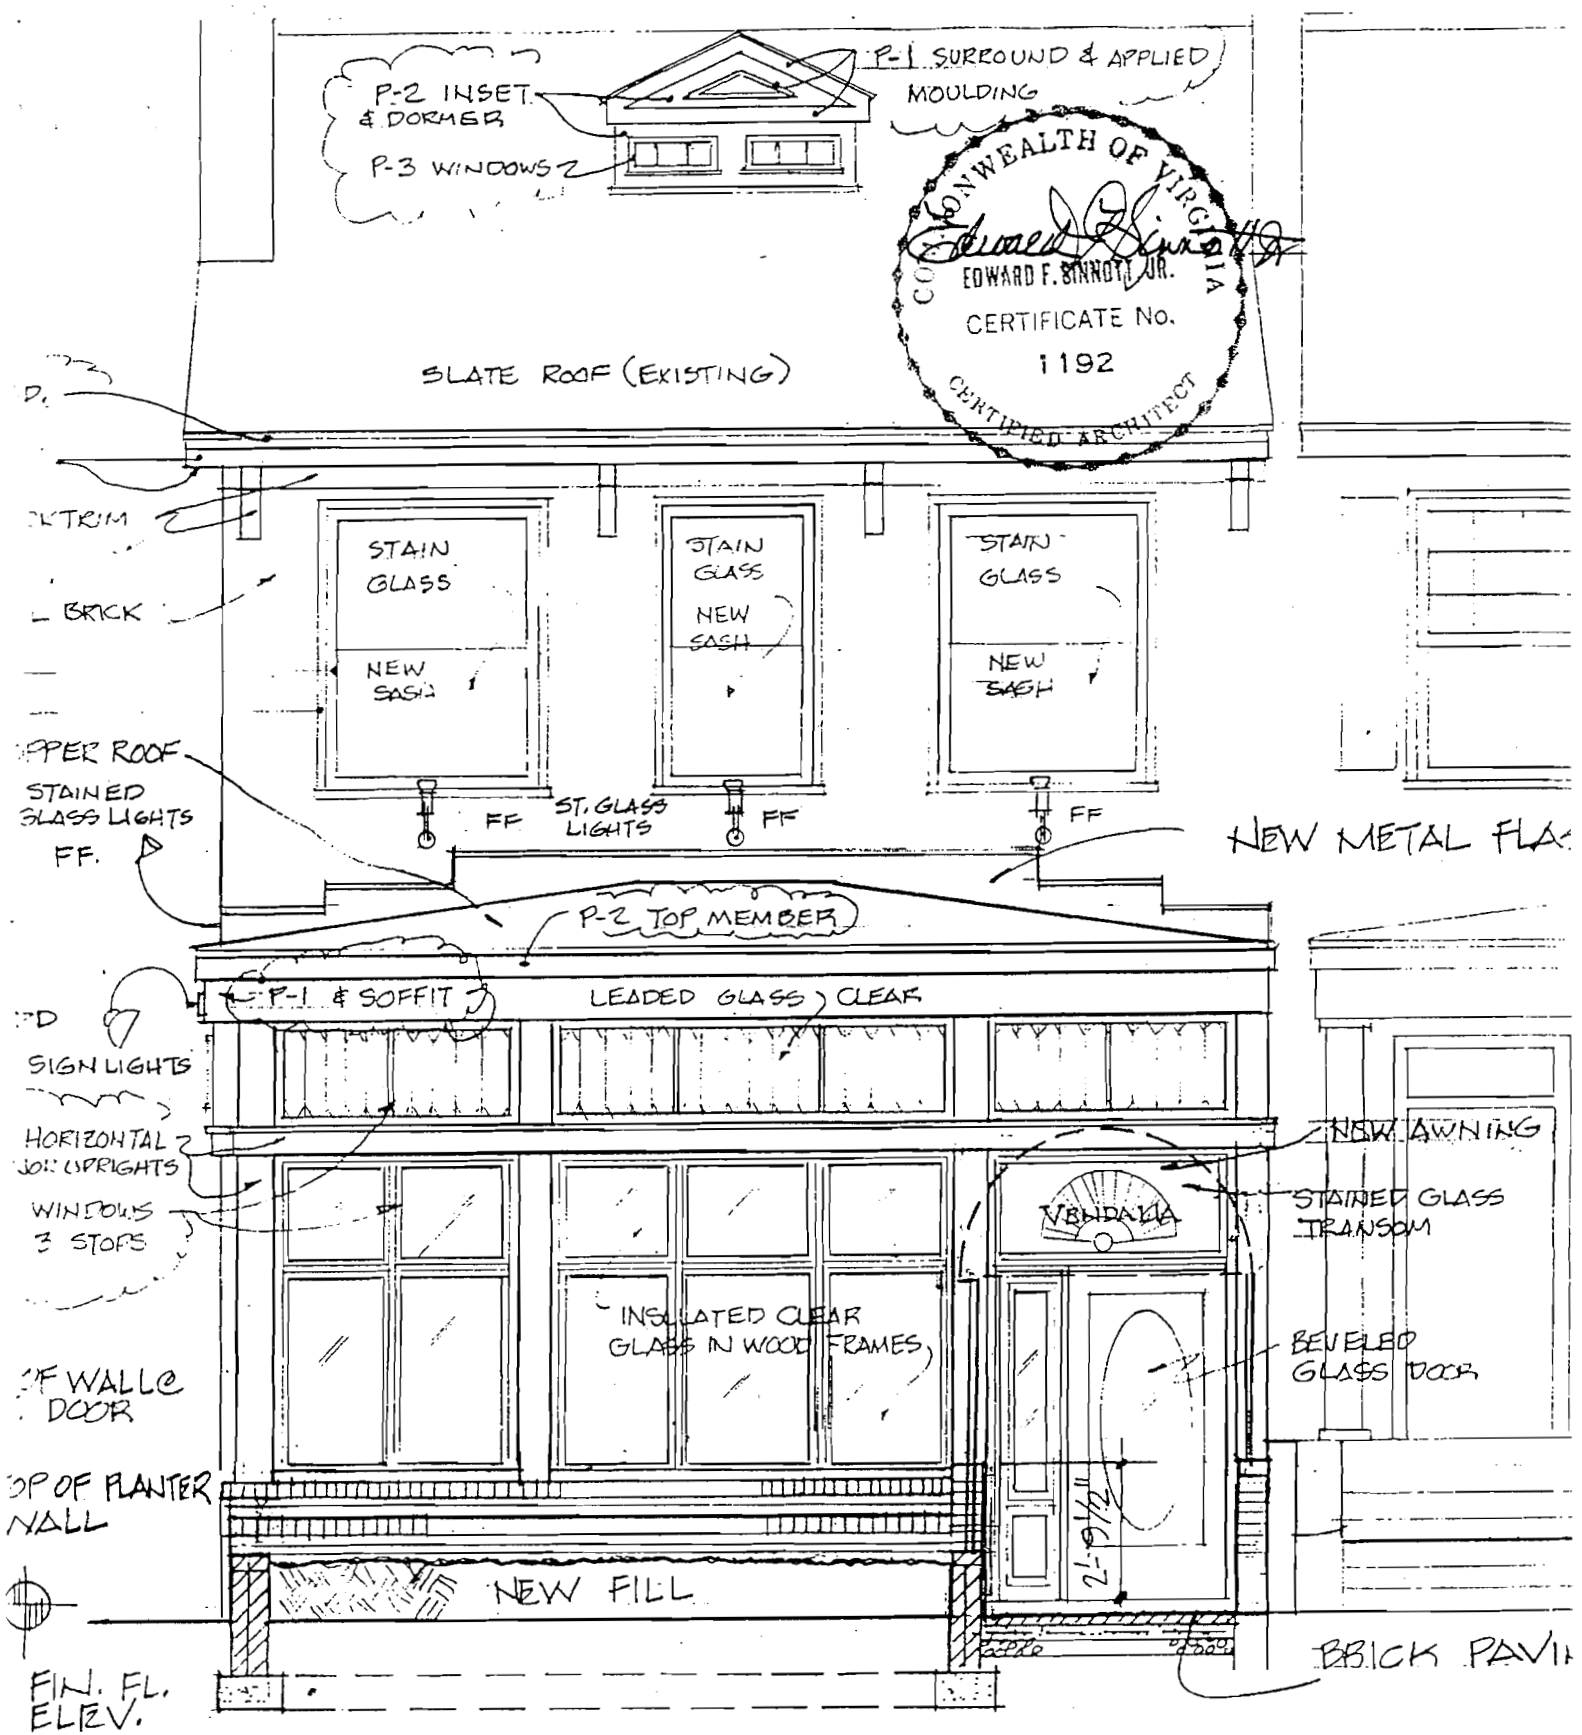 P-1 SURROUND & APPLIED
MOULDING
P-2 INSET
& DORMER
P-3 WINDOWS
COMMONWEALTH OF VIRGINIA
EDWARD F. SINNOTT, JR.
CERTIFICATE No.
1192
CERTIFIED ARCHITECT
SLATE ROOF (EXISTING)
D.
TRIM
BRICK
STAIN
GLASS
NEW
SASH
STAIN
GLASS
NEW
SASH
STAIN
GLASS
NEW
SASH
PPER ROOF
STAINED
GLASS LIGHTS
FF.
FF
ST. GLASS
LIGHTS
FF
FF
NEW METAL FLAS
P-2 TOP MEMBER
P-1 & SOFFIT
LEADED GLASS, CLEAR
SIGN LIGHTS
HORIZONTAL
UPRIGHTS
WINDOWS
3 STOPS
NEW AWNING
STAINED GLASS
TRANSOM
VENDALIA
INSULATED CLEAR
GLASS IN WOOD FRAMES
BEVELED
GLASS DOOR
OF WALL @
DOOR
OP OF PLANTER
WALL
2'-9 1/2"
NEW FILL
BRICK PAVIN
FIN. FL.
ELEV.